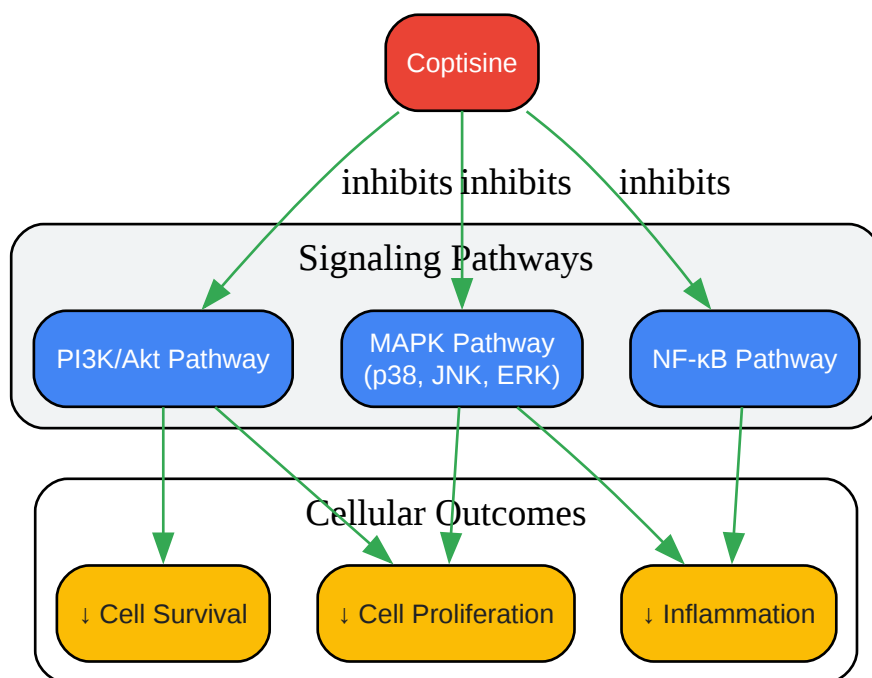 Coptisine
inhibits inhibits inhibits
Signaling Pathways
PI3K/Akt Pathway
MAPK Pathway
(p38, JNK, ERK)
NF-κB Pathway
Cellular Outcomes
↓ Cell Survival
↓ Cell Proliferation
↓ Inflammation